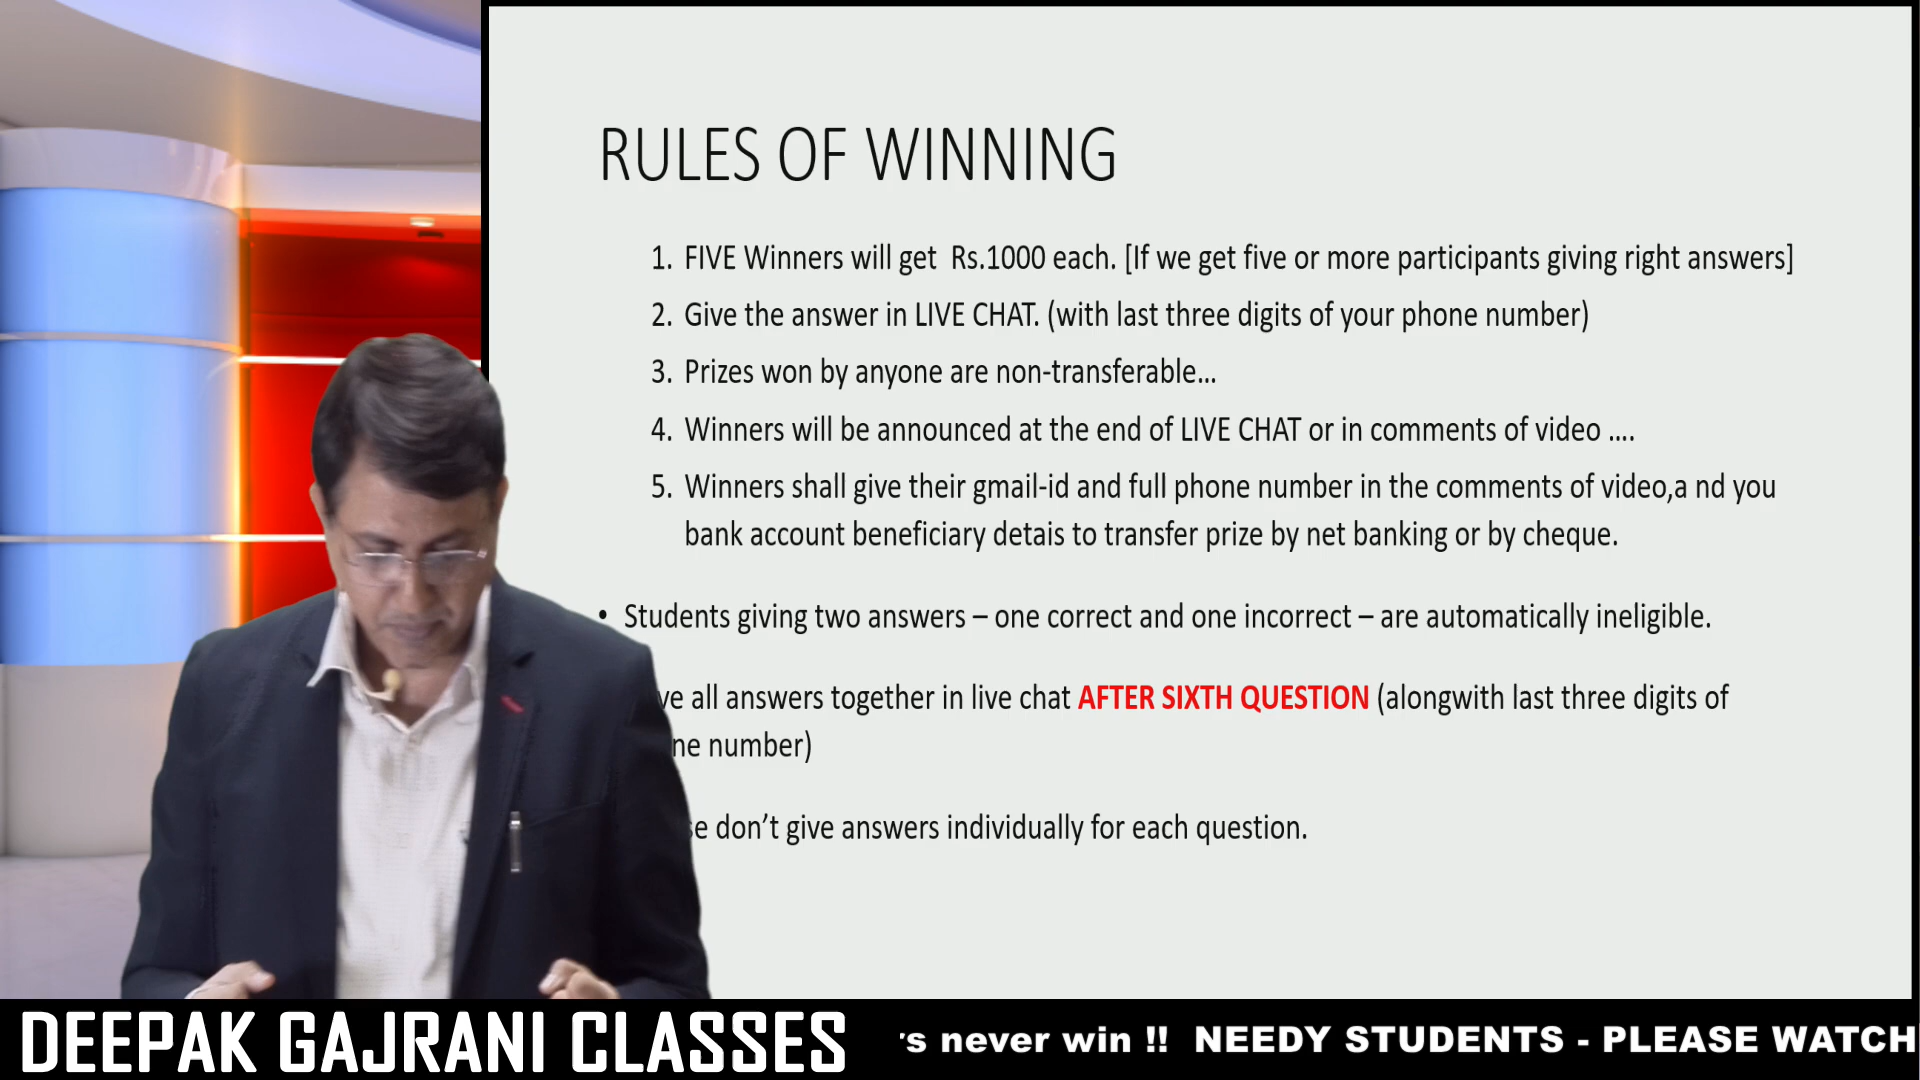 RULES OF WINNING
1. FIVE Winners will get Rs.1000 each. [If we get five or more participants giving right answers]
2. Give the answer in LIVE CHAT. (with last three digits of your phone number)
3. Prizes won by anyone are non-transferable...
4. Winners will be announced at the end of LIVE CHAT or in comments of video ....
5. Winners shall give their gmail-id and full phone number in the comments of video,a nd you
bank account beneficiary detais to transfer prize by net banking or by cheque.
• Students giving two answers – one correct and one incorrect – are automatically ineligible.
all answers together in live chat AFTER SIXTH QUESTION (alongwith last three digits of
number)
don't give answers individually for each question.
DEEPAK GAJRANI CLASSES
never win !! NEEDY STUDENTS - PLEASE WATCH